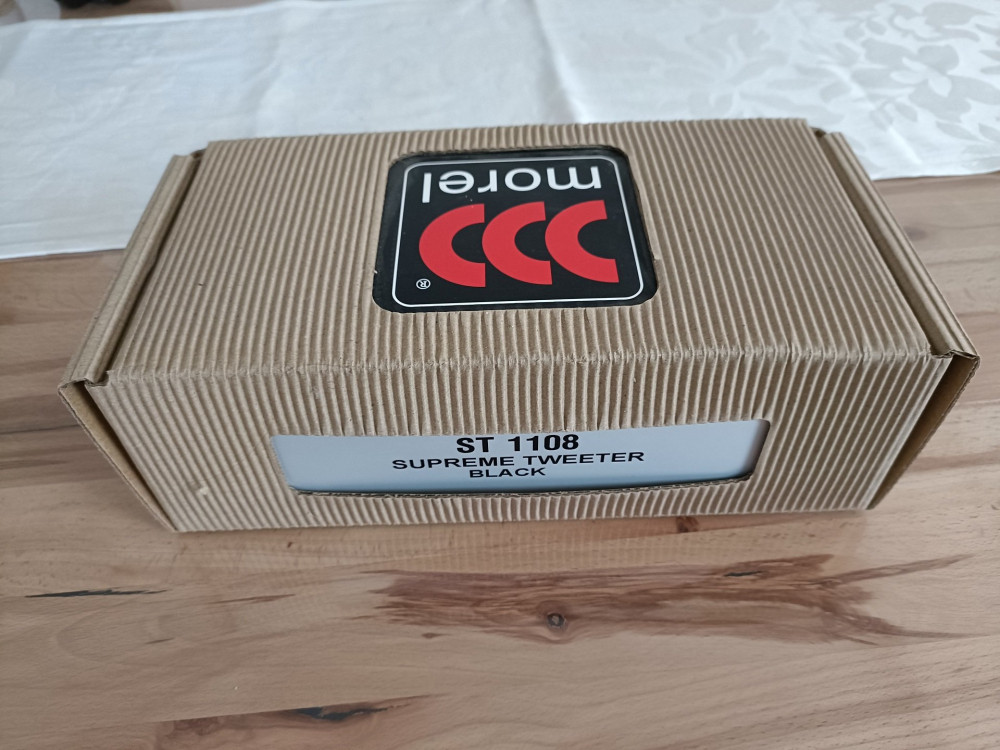 morel
®
ST 1108
SUPREME TWEETER
BLACK